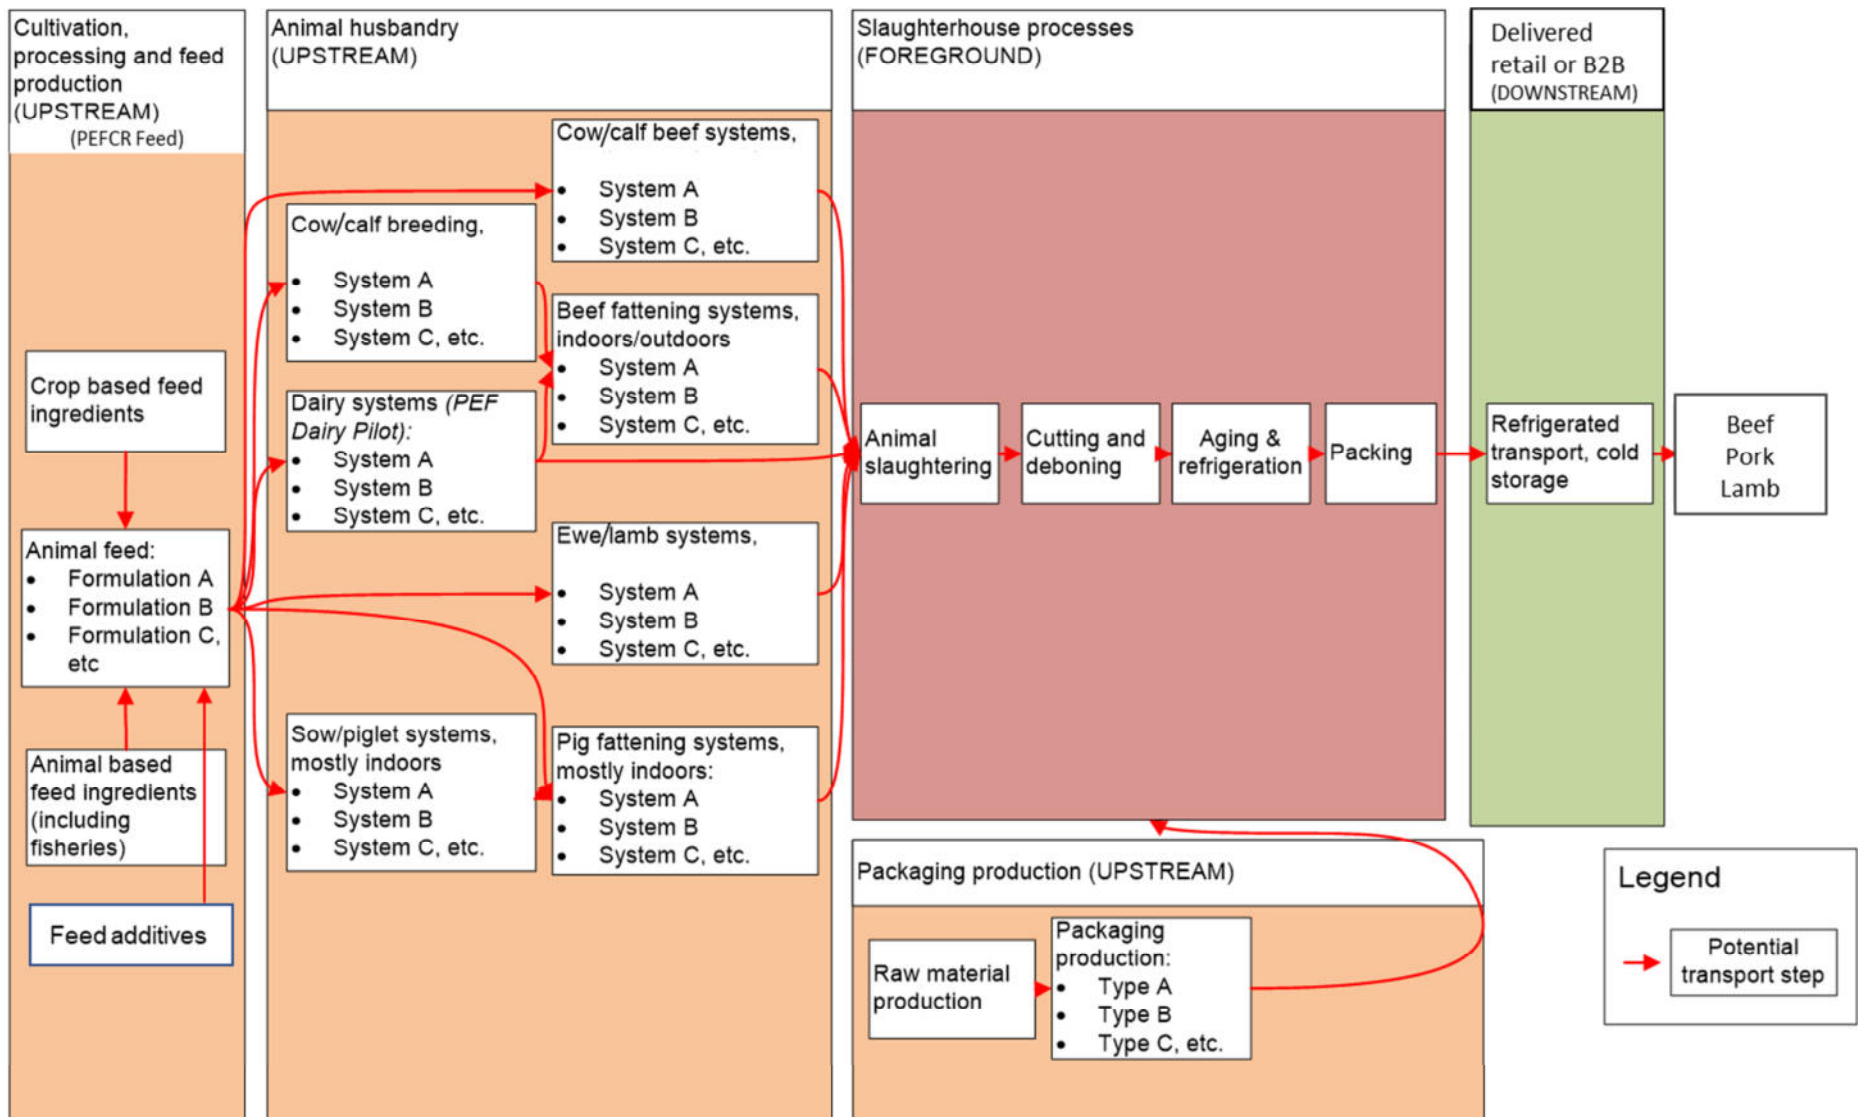 Cultivation,
processing and feed
production
(UPSTREAM)
(PEFCR Feed)
Crop based feed
ingredients
Animal feed:
• Formulation A
• Formulation B
• Formulation C,
etc
Animal based
feed ingredients
(including
fisheries)
Feed additives
Animal husbandry
(UPSTREAM)
Cow/calf breeding,
• System A
• System B
• System C, etc.
Dairy systems (PEF
Dairy Pilot):
• System A
• System B
• System C, etc.
Sow/piglet systems,
mostly indoors
• System A
• System B
• System C, etc.
Cow/calf beef systems,
• System A
• System B
• System C, etc.
Beef fattening systems,
indoors/outdoors
• System A
• System B
• System C, etc.
Ewe/lamb systems,
• System A
• System B
• System C, etc.
Pig fattening systems,
mostly indoors:
• System A
• System B
• System C, etc.
Slaughterhouse processes
(FOREGROUND)
Animal
slaughtering
Cutting and
deboning
Aging &
refrigeration
Packing
Packaging production (UPSTREAM)
Raw material
production
Packaging
production:
• Type A
• Type B
• Type C, etc.
Delivered
retail or B2B
(DOWNSTREAM)
Refrigerated
transport, cold
storage
Beef
Pork
Lamb
Legend
Potential
transport step